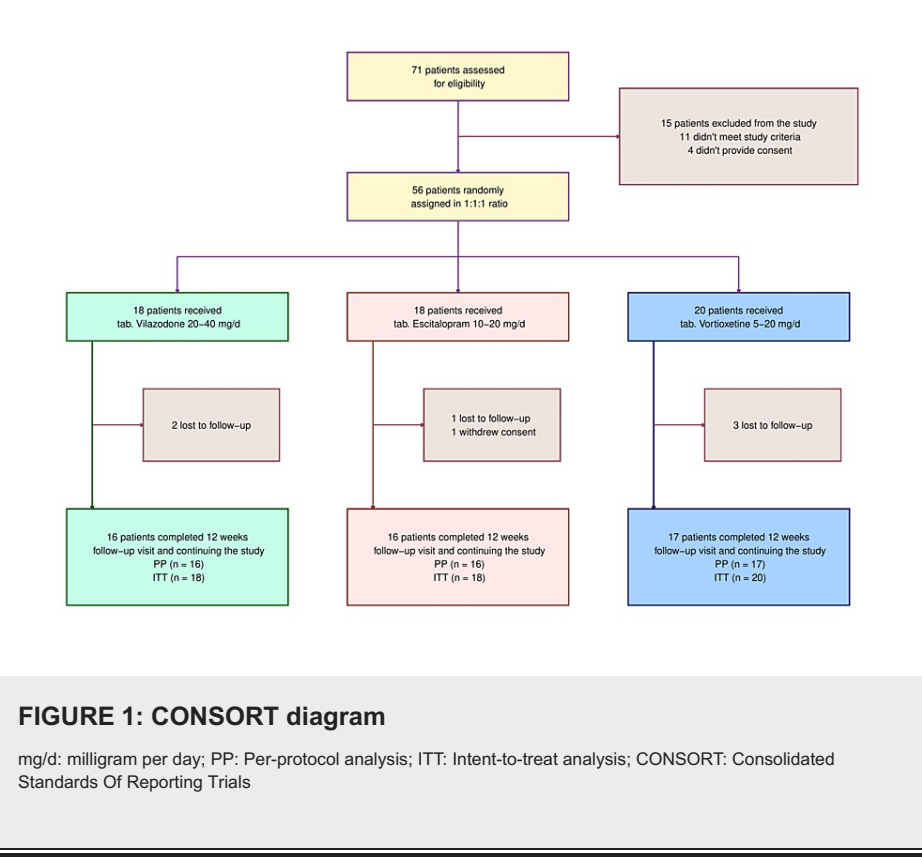 71 patients assessed
for eligibility
15 patients excluded from the study
11 didn't meet study criteria
4 didn't provide consent
56 patients randomly
assigned in 1:1:1 ratio
18 patients received
tab. Vilazodone 20−40 mg/d
18 patients received
tab. Escitalopram 10−20 mg/d
20 patients received
tab. Vortioxetine 5−20 mg/d
2 lost to follow−up
1 lost to follow−up
1 withdrew consent
3 lost to follow−up
16 patients completed 12 weeks
follow−up visit and continuing the study
PP (n = 16)
ITT (n = 18)
16 patients completed 12 weeks
follow−up visit and continuing the study
PP (n = 16)
ITT (n = 18)
17 patients completed 12 weeks
follow−up visit and continuing the study
PP (n = 17)
ITT (n = 20)
FIGURE 1: CONSORT diagram
mg/d: milligram per day; PP: Per-protocol analysis; ITT: Intent-to-treat analysis; CONSORT: Consolidated
Standards Of Reporting Trials